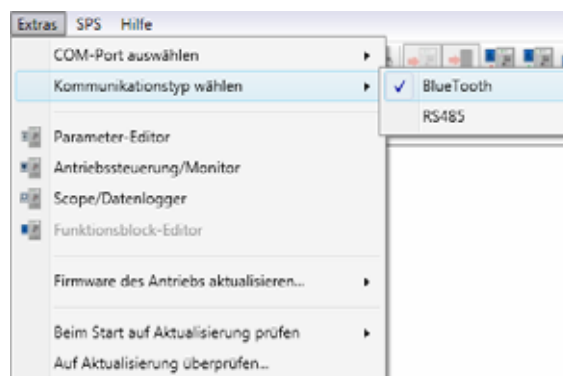 Extras SPS Hilfe
COM-Port auswählen
Kommunikationstyp wählen
BlueTooth
RS485
Parameter-Editor
Antriebssteuerung/Monitor
Scope/Datenlogger
Funktionsblock-Editor
Firmware des Antriebs aktualisieren...
Beim Start auf Aktualisierung prüfen
Auf Aktualisierung überprüfen...